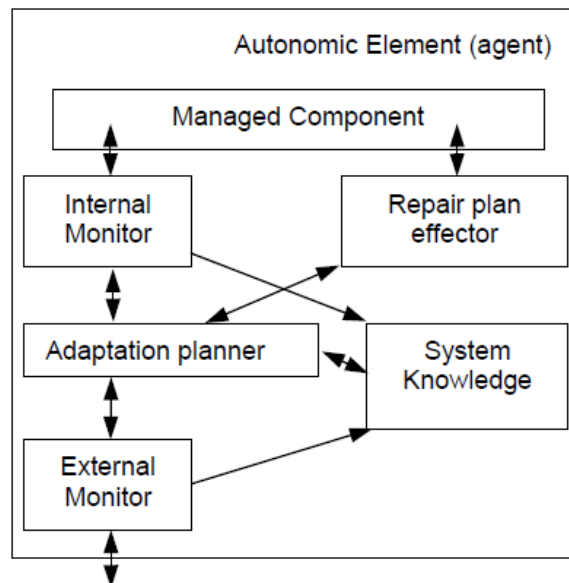 Autonomic Element (agent)
Managed Component
Internal
Monitor
Repair plan
effector
Adaptation planner
System
Knowledge
External
Monitor